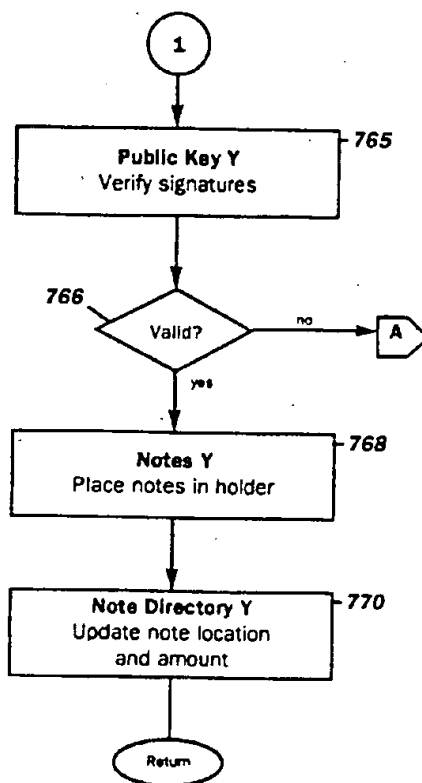 1
Public Key Y
Verify signatures
765
766
Valid?
no
A
yes
Notes Y
Place notes in holder
768
Note Directory Y
Update note location
and amount
770
Return